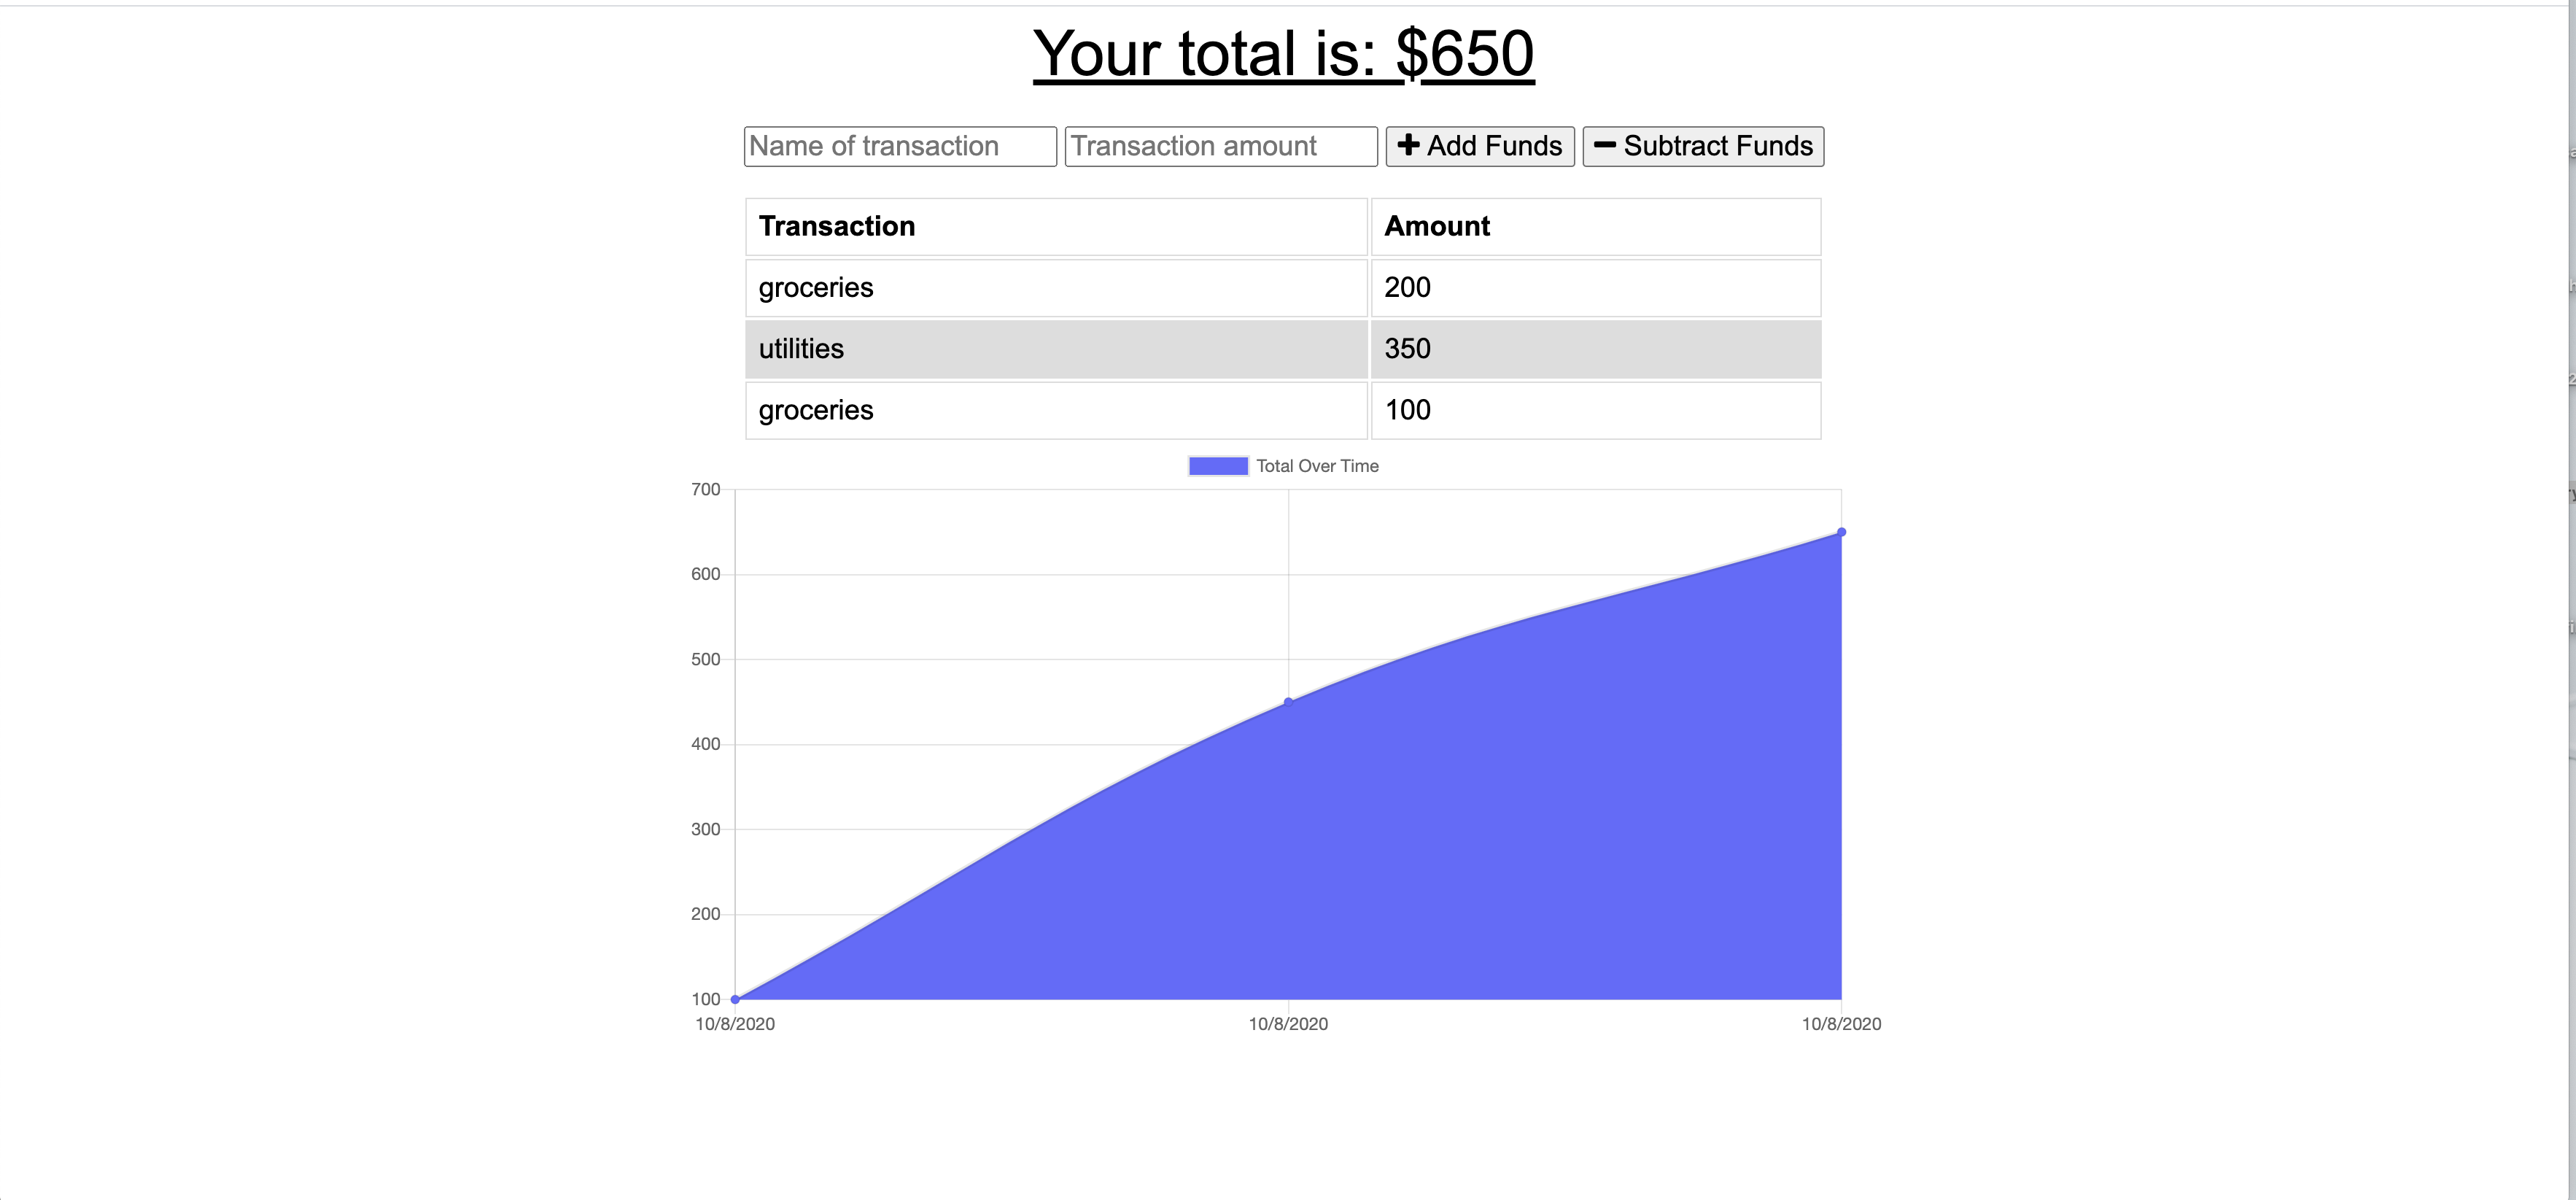 Your total is: $650
Name of transaction Transaction amount Add Funds Subtract Funds
Transaction Amount
groceries 200
utilities 350
groceries 100
Total Over Time
700
600
500
400
300
200
100
10/8/2020 10/8/2020 10/8/2020